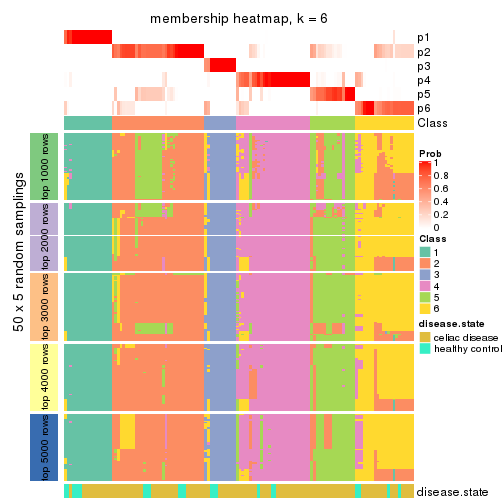 membership heatmap, k = 6
p1
p2
p3
p4
p5
p6
Class
50 x 5 random samplings
top 1000 rows
top 2000 rows
top 3000 rows
top 4000 rows
top 5000 rows
Prob
1
0.8
0.6
0.4
0.2
0
Class
1
2
3
4
5
6
disease.state
celiac disease
healthy control
disease.state